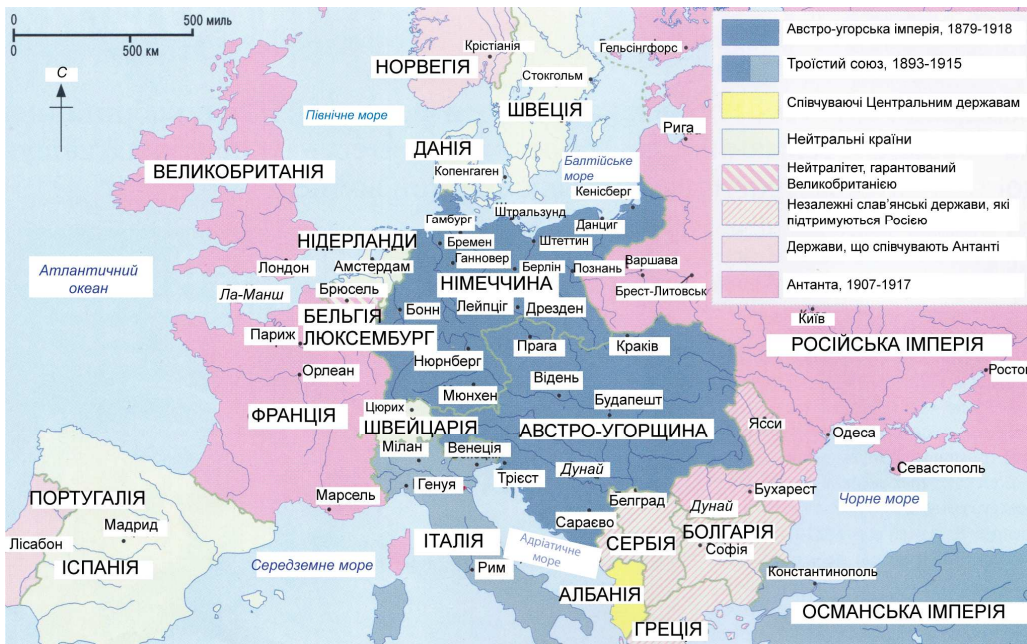 0
500 миль
500 км
С
Австро-угорська імперія, 1879-1918
Троїстий союз, 1893-1915
Співчуваючі Центральним державам
Нейтральні країни
Нейтралітет, гарантований
Великобританією
Незалежні слав’янські держави, які
підтримуються Росією
Держави, що співчувають Антанті
Антанта, 1907-1917
Крістіанія
НОРВЕГІЯ
Гельсінгфорс
Стокгольм
ШВЕЦІЯ
Північне море
Рига
ДАНІЯ
ВЕЛИКОБРИТАНІЯ
Балтійське
море
Копенгаген
Кенісберг
Штральзунд
Гамбург
Данциг
НІДЕРЛАНДИ
Бремен
Штеттин
Атлантичний
океан
Лондон
Амстердам
Ганновер
Берлін
Познань
Варшава
НІМЕЧЧИНА
Брюсель
Брест-Литовськ
Ла-Манш
БЕЛЬГІЯ
Бонн
Лейпціг
Дрезден
Київ
Париж
ЛЮКСЕМБУРГ
Прага
Краків
РОСІЙСЬКА ІМПЕРІЯ
Нюрнберг
Орлеан
Відень
Ростов
Мюнхен
Цюрих
Будапешт
ФРАНЦІЯ
ШВЕЙЦАРІЯ
АВСТРО-УГОРЩИНА
Ясси
Одеса
Мілан
Венеція
Генуя
Трієст
Дунай
Севастополь
ПОРТУГАЛІЯ
Марсель
Белград
Дунай
Бухарест
Чорне море
Мадрид
Сараєво
Лісабон
ІТАЛІЯ
Адріатичне
море
СЕРБІЯ
БОЛГАРІЯ
Софія
ІСПАНІЯ
Середземне море
Рим
Константинополь
АЛБАНІЯ
ОСМАНСЬКА ІМПЕРІЯ
ГРЕЦІЯ